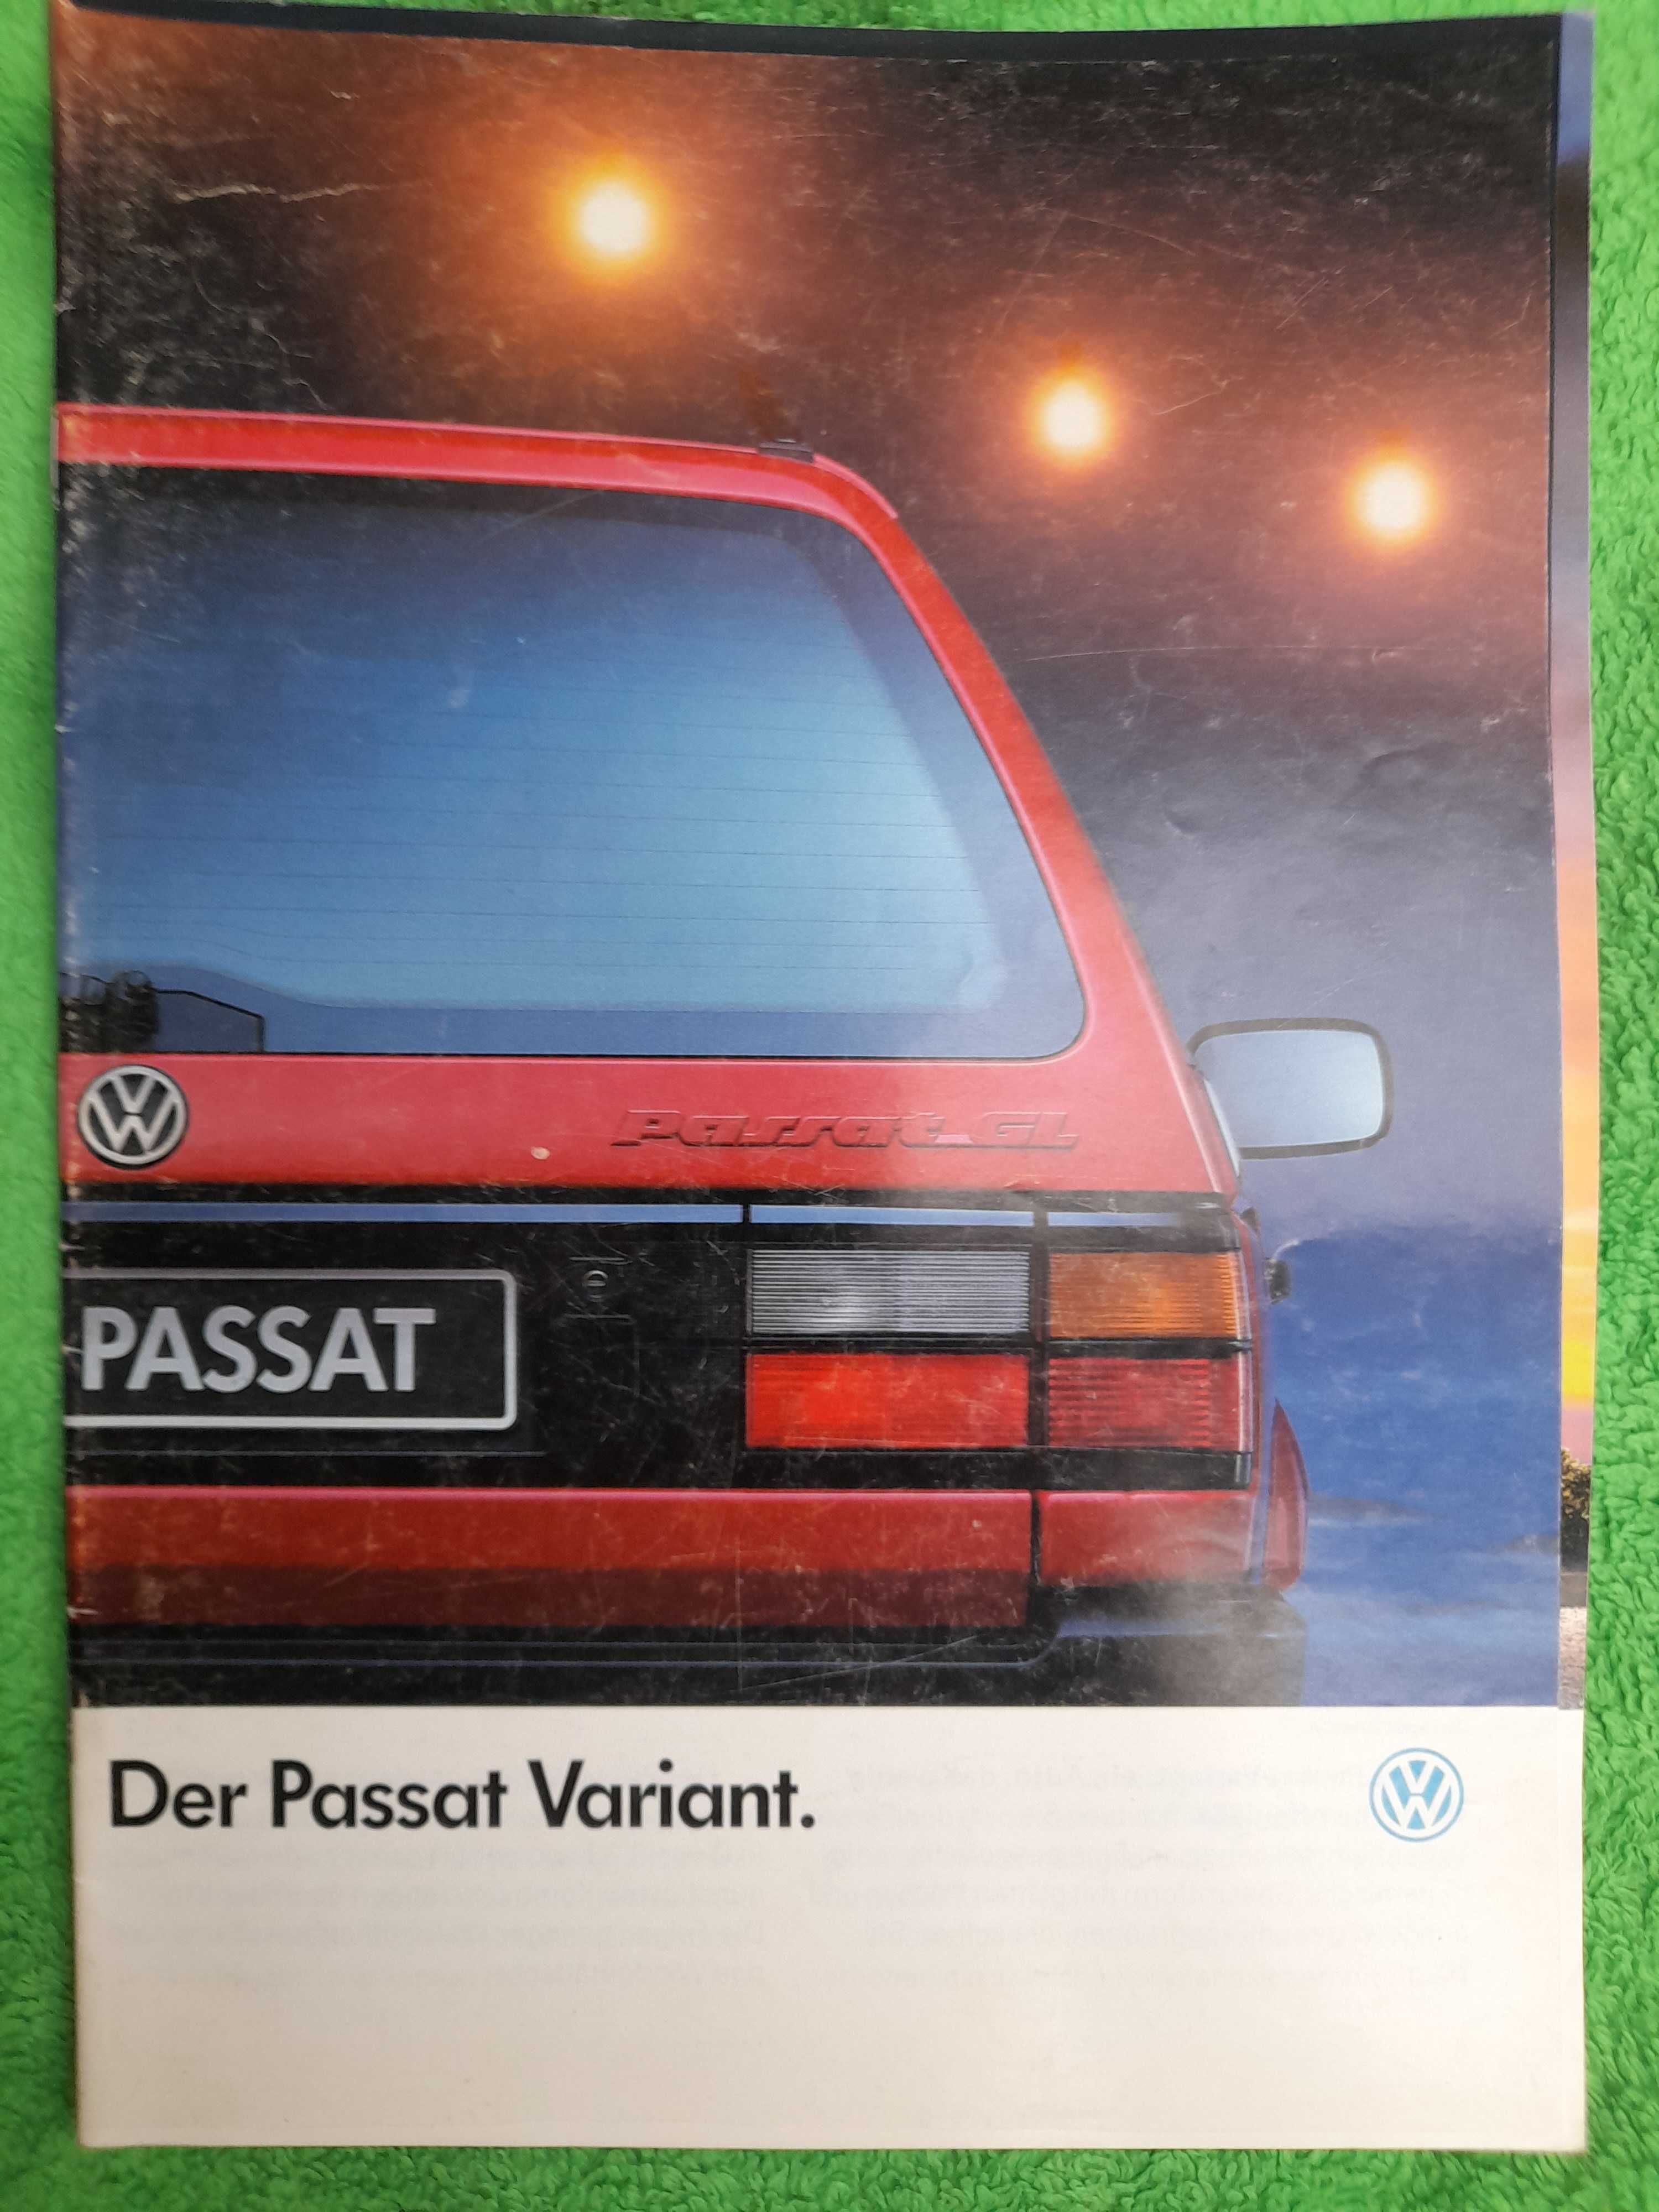 Passat GL
PASSAT
Der Passat Variant.